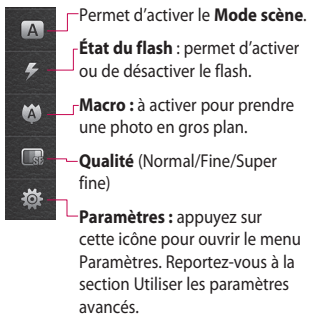 A
Permet d'activer le Mode scène.
État du flash : permet d'activer
ou de désactiver le flash.
A
Macro : à activer pour prendre
une photo en gros plan.
SF
Qualité (Normal/Fine/Super
fine)
Paramètres : appuyez sur
cette icône pour ouvrir le menu
Paramètres. Reportez-vous à la
section Utiliser les paramètres
avancés.